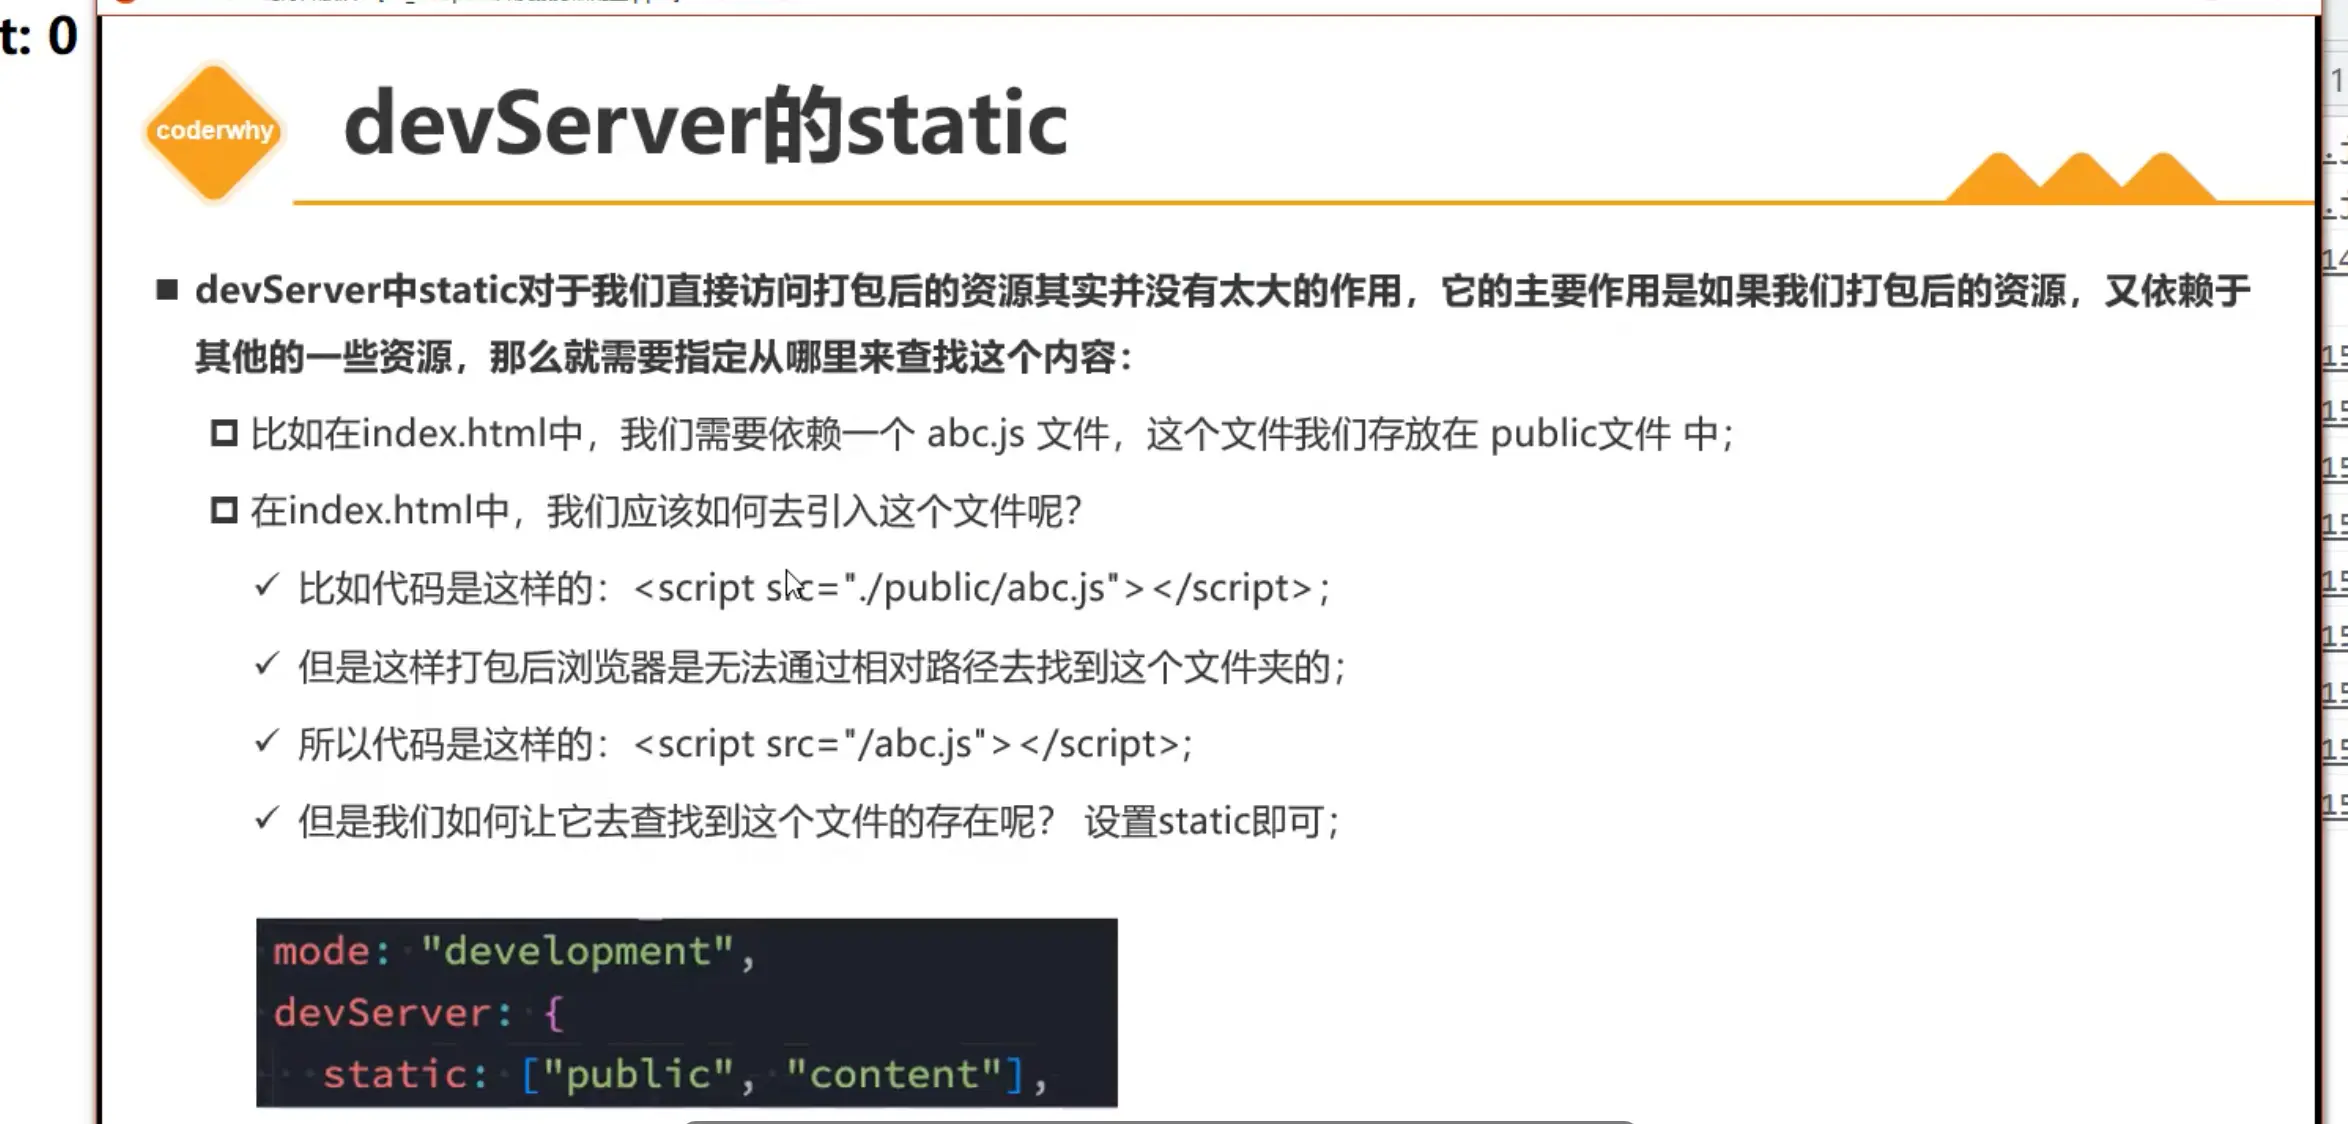 t: 0
coderwhy
devServer的static
devServer中static对于我们直接访问打包后的资源其实并没有太大的作用，它的主要作用是如果我们打包后的资源，又依赖于
其他的一些资源，那么就需要指定从哪里来查找这个内容：
比如在index.html中，我们需要依赖一个 abc.js 文件，这个文件我们存放在 public文件 中；
在index.html中，我们应该如何去引入这个文件呢？
比如代码是这样的：<script src="./public/abc.js"></script>；
但是这样打包后浏览器是无法通过相对路径去找到这个文件夹的；
所以代码是这样的：<script src="/abc.js"></script>;
但是我们如何让它去查找到这个文件的存在呢？ 设置static即可；
mode: "development",
devServer: {
static: ["public", "content"],